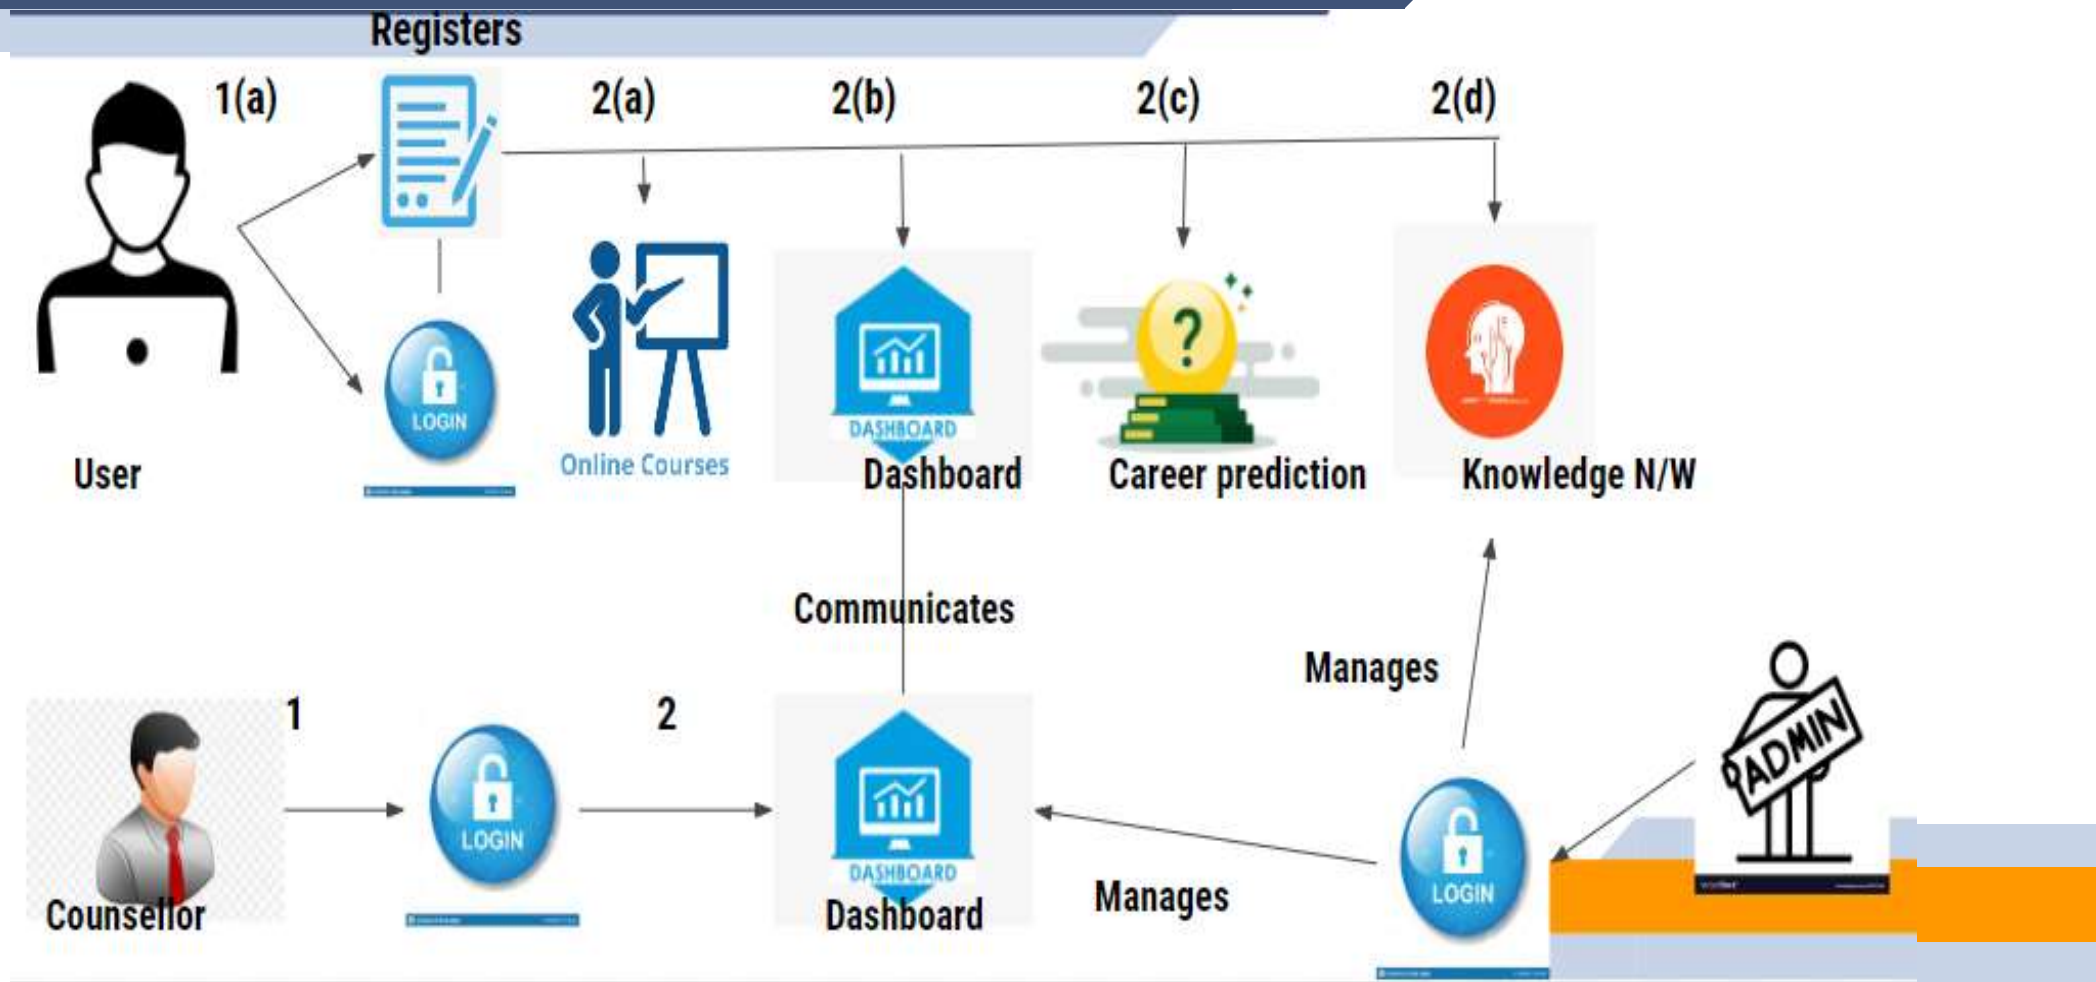 Registers
1(a)
2(a)
2(b)
2(c)
2(d)
LOGIN
DASHBOARD
User
Online Courses
Dashboard
Career prediction
Knowledge N/W
?
Communicates
Manages
1
2
ADMIN
LOGIN
DASHBOARD
LOGIN
Counsellor
Dashboard
Manages